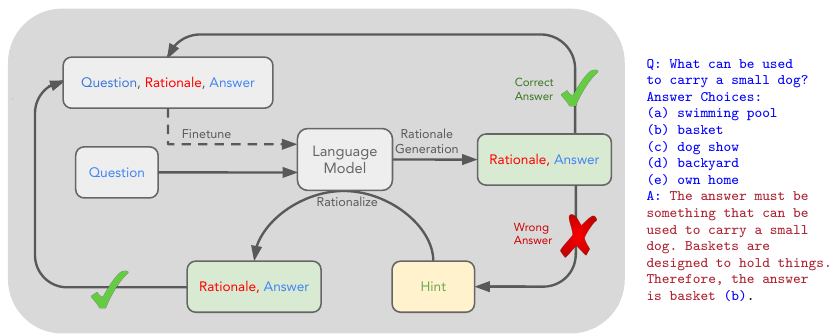 Question, Rationale, Answer
Finetune
Question
Language
Model
Rationale
Generation
Rationalize
Correct
Answer
Rationale, Answer
Wrong
Answer
Rationale, Answer
Hint
Q: What can be used
to carry a small dog?
Answer Choices:
(a) swimming pool
(b) basket
(c) dog show
(d) backyard
(e) own home
A: The answer must be
something that can be
used to carry a small
dog. Baskets are
designed to hold things.
Therefore, the answer
is basket (b).